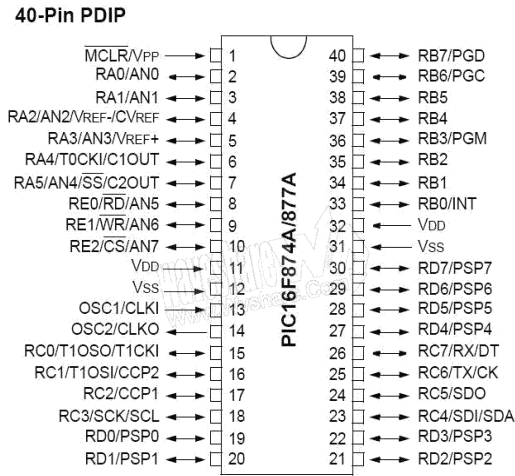 40-Pin PDIP
MCLR/VPP 1 40 RB7/PGD
RA0/AN0 2 39 RB6/PGC
RA1/AN1 3 38 RB5
RA2/AN2/VREF-/CVREF 4 37 RB4
RA3/AN3/VREF+ 5 36 RB3/PGM
RA4/T0CKI/C1OUT 6 35 RB2
RA5/AN4/SS/C2OUT 7 34 RB1
RE0/RD/AN5 8 33 RB0/INT
RE1/WR/AN6 9 32 VDD
RE2/CS/AN7 10 31 VSS
VDD 11 30 RD7/PSP7
VSS 12 29 RD6/PSP6
OSC1/CLKI 13 28 RD5/PSP5
OSC2/CLKO 14 27 RD4/PSP4
RC0/T1OSO/T1CKI 15 26 RC7/RX/DT
RC1/T1OSI/CCP2 16 25 RC6/TX/CK
RC2/CCP1 17 24 RC5/SDO
RC3/SCK/SCL 18 23 RC4/SDI/SDA
RD0/PSP0 19 22 RD3/PSP3
RD1/PSP1 20 21 RD2/PSP2
PIC16F874A/877A